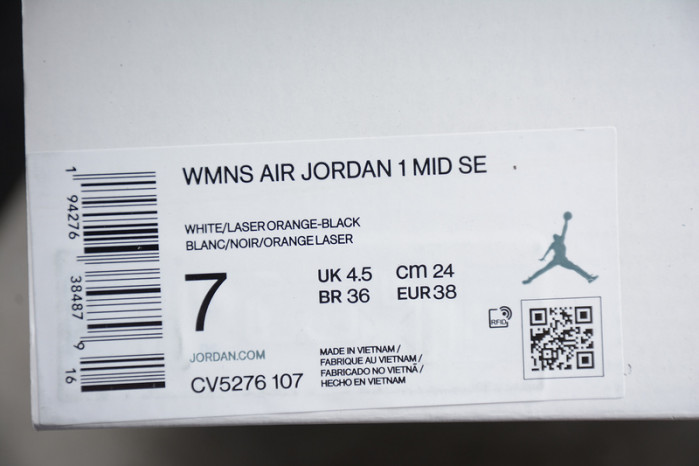 WMNS AIR JORDAN 1 MID SE
WHITE/LASER ORANGE-BLACK
BLANC/NOIR/ORANGE LASER
7
UK 4.5
CM 24
BR 36
EUR 38
RFID
JORDAN.COM
CV5276 107
MADE IN VIETNAM /
FABRIQUE AU VIETNAM /
FABRICADO NO VIETNÃ /
HECHO EN VIETNAM
1 94276 38487 9 16